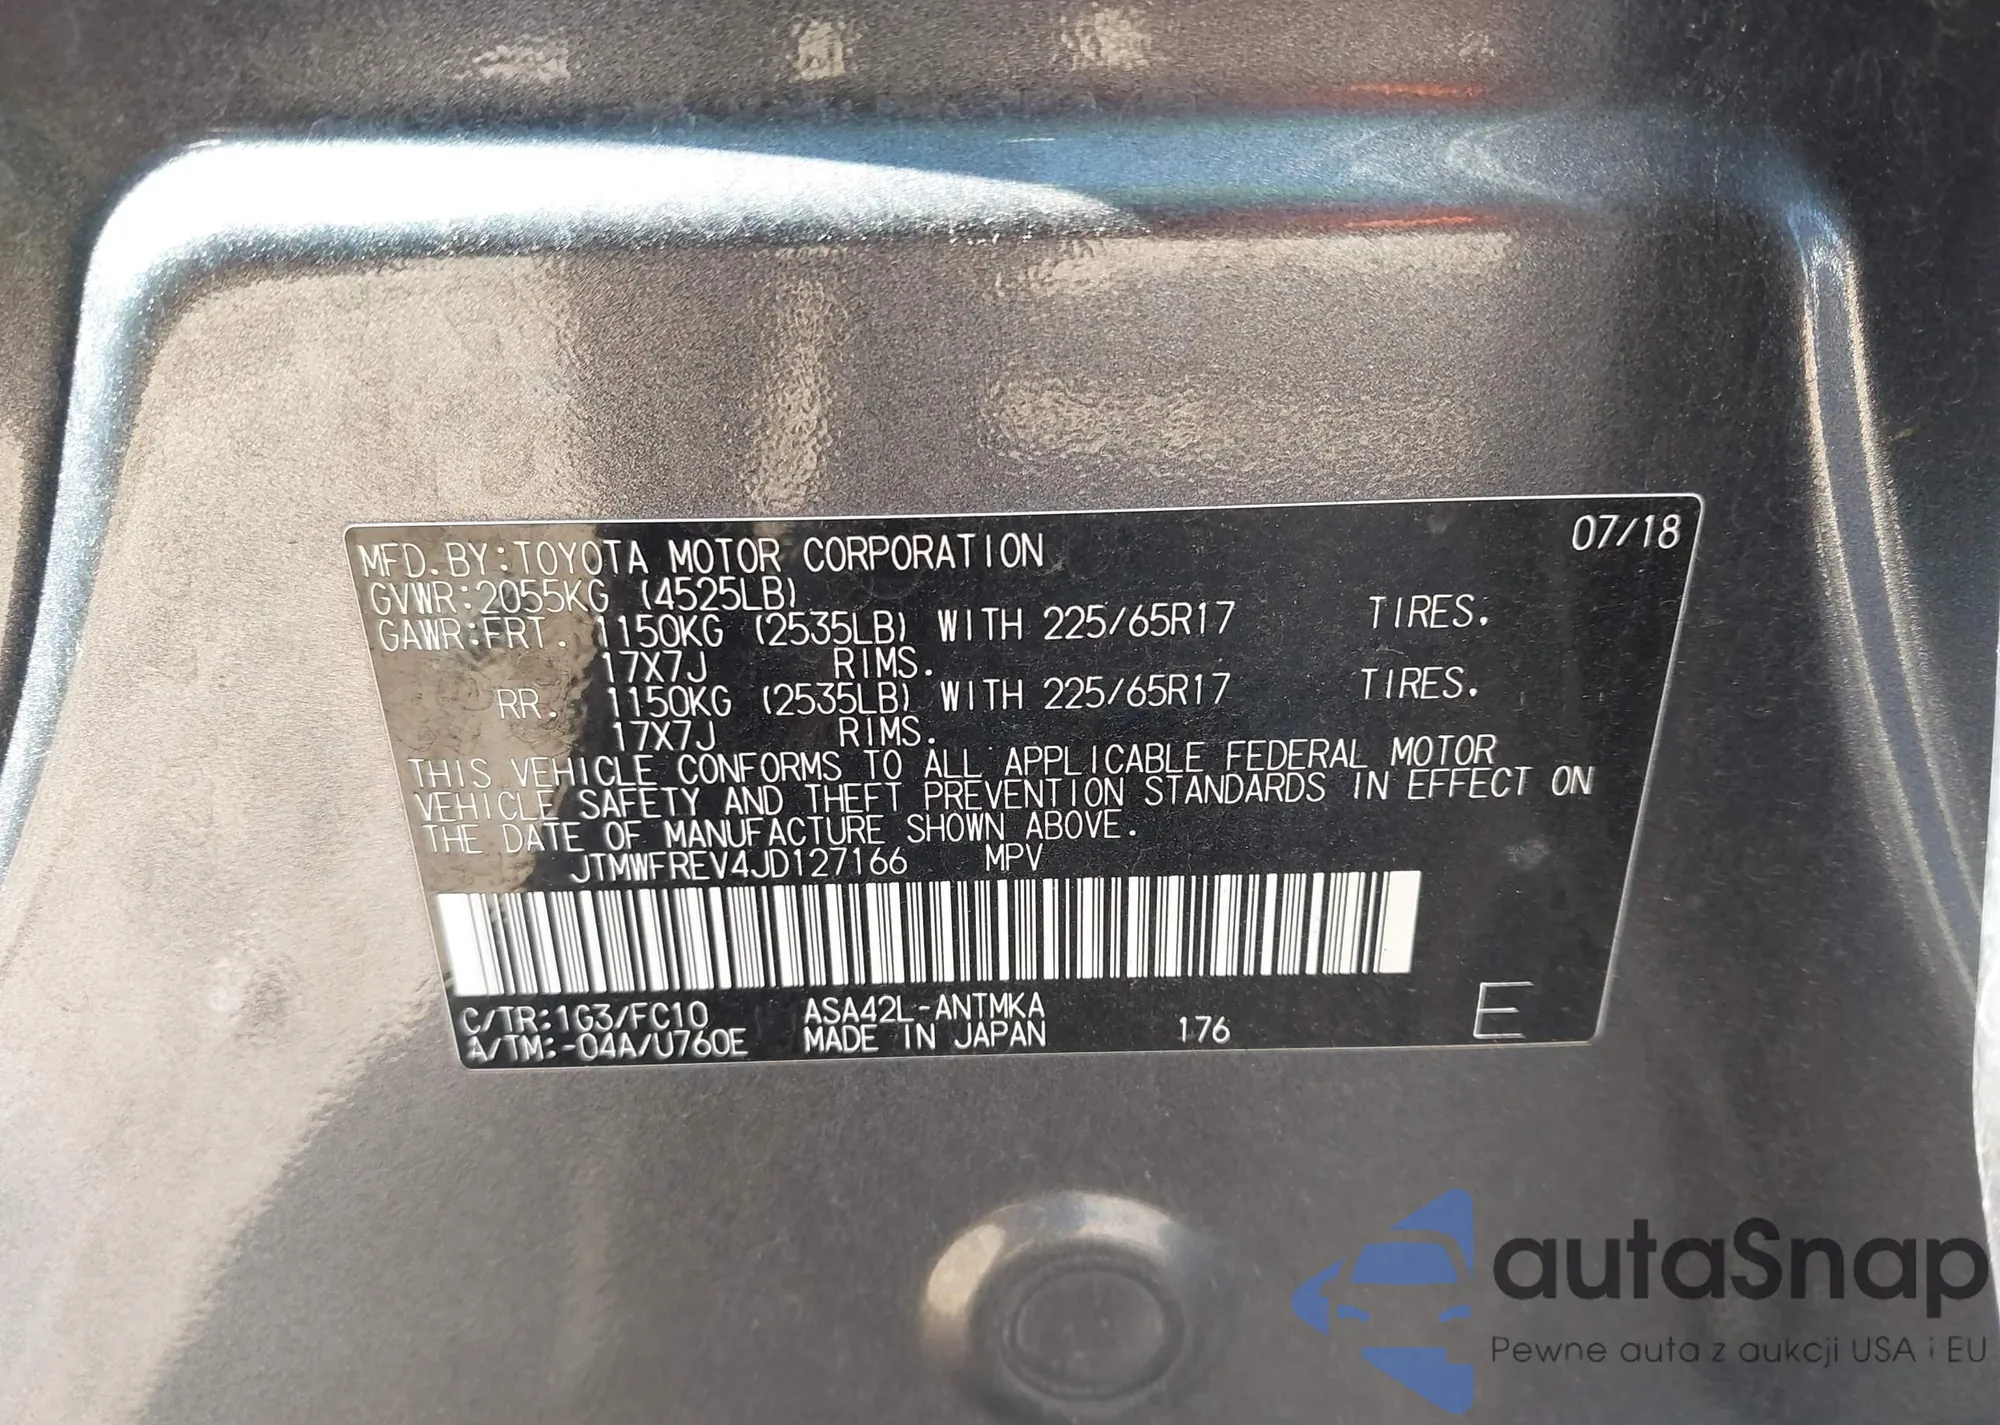 07/18
MFD. BY:TOYOTA MOTOR CORPORATION
GVWR:2055KG (4525LB)
GAWR:FRT. 1150KG (2535LB) WITH 225/65R17 TIRES.
17X7J RIMS.
RR. 1150KG (2535LB) WITH 225/65R17 TIRES.
17X7J RIMS.
THIS VEHICLE CONFORMS TO ALL APPLICABLE FEDERAL MOTOR
VEHICLE SAFETY AND THEFT PREVENTION STANDARDS IN EFFECT ON
THE DATE OF MANUFACTURE SHOWN ABOVE.
JTMWFREV4JD127166 MPV
C/TR:1G3/FC10 ASA42L-ANTMKA
A/TM:-04A/U760E MADE IN JAPAN 176 E
autaSnap
Pewne auta z aukcji USA i EU